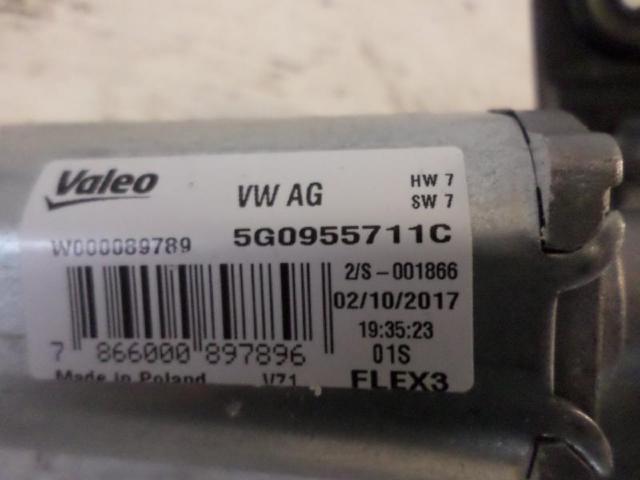 Valeo
VW AG
HW 7
SW 7
W000089789
5G0955711C
2/S-001866
02/10/2017
19:35:23
7 866000 897896
01S
Made in Poland
V71
FLEX3